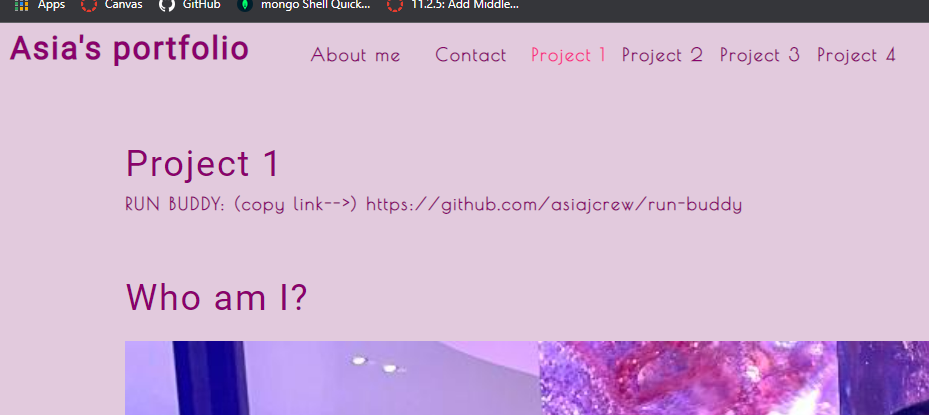 Apps Canvas GitHub mongo Shell Quick... 11.2.5: Add Middle...
Asia's portfolio About me Contact Project 1 Project 2 Project 3 Project 4
Project 1
RUN BUDDY: (copy link-->) https://github.com/asiajcrew/run-buddy
Who am I?